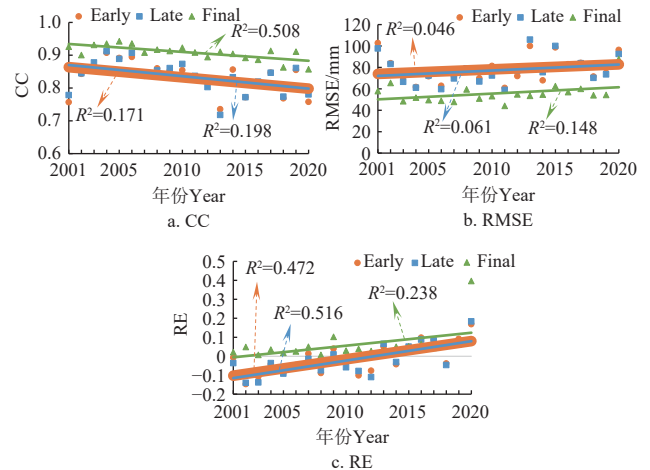 Early Late Final
CC
1.0
0.9
0.8
0.7
0.6
R²=0.508
R²=0.171
R²=0.198
2001 2005 2010 2015 2020
年份Year
a. CC
Early Late Final
RMSE/mm
120
100
80
60
40
20
0
R²=0.046
R²=0.061
R²=0.148
2001 2005 2010 2015 2020
年份Year
b. RMSE
Early Late Final
RE
0.5
0.4
0.3
0.2
0.1
0
−0.1
−0.2
R²=0.472
R²=0.516
R²=0.238
2001 2005 2010 2015 2020
年份Year
c. RE